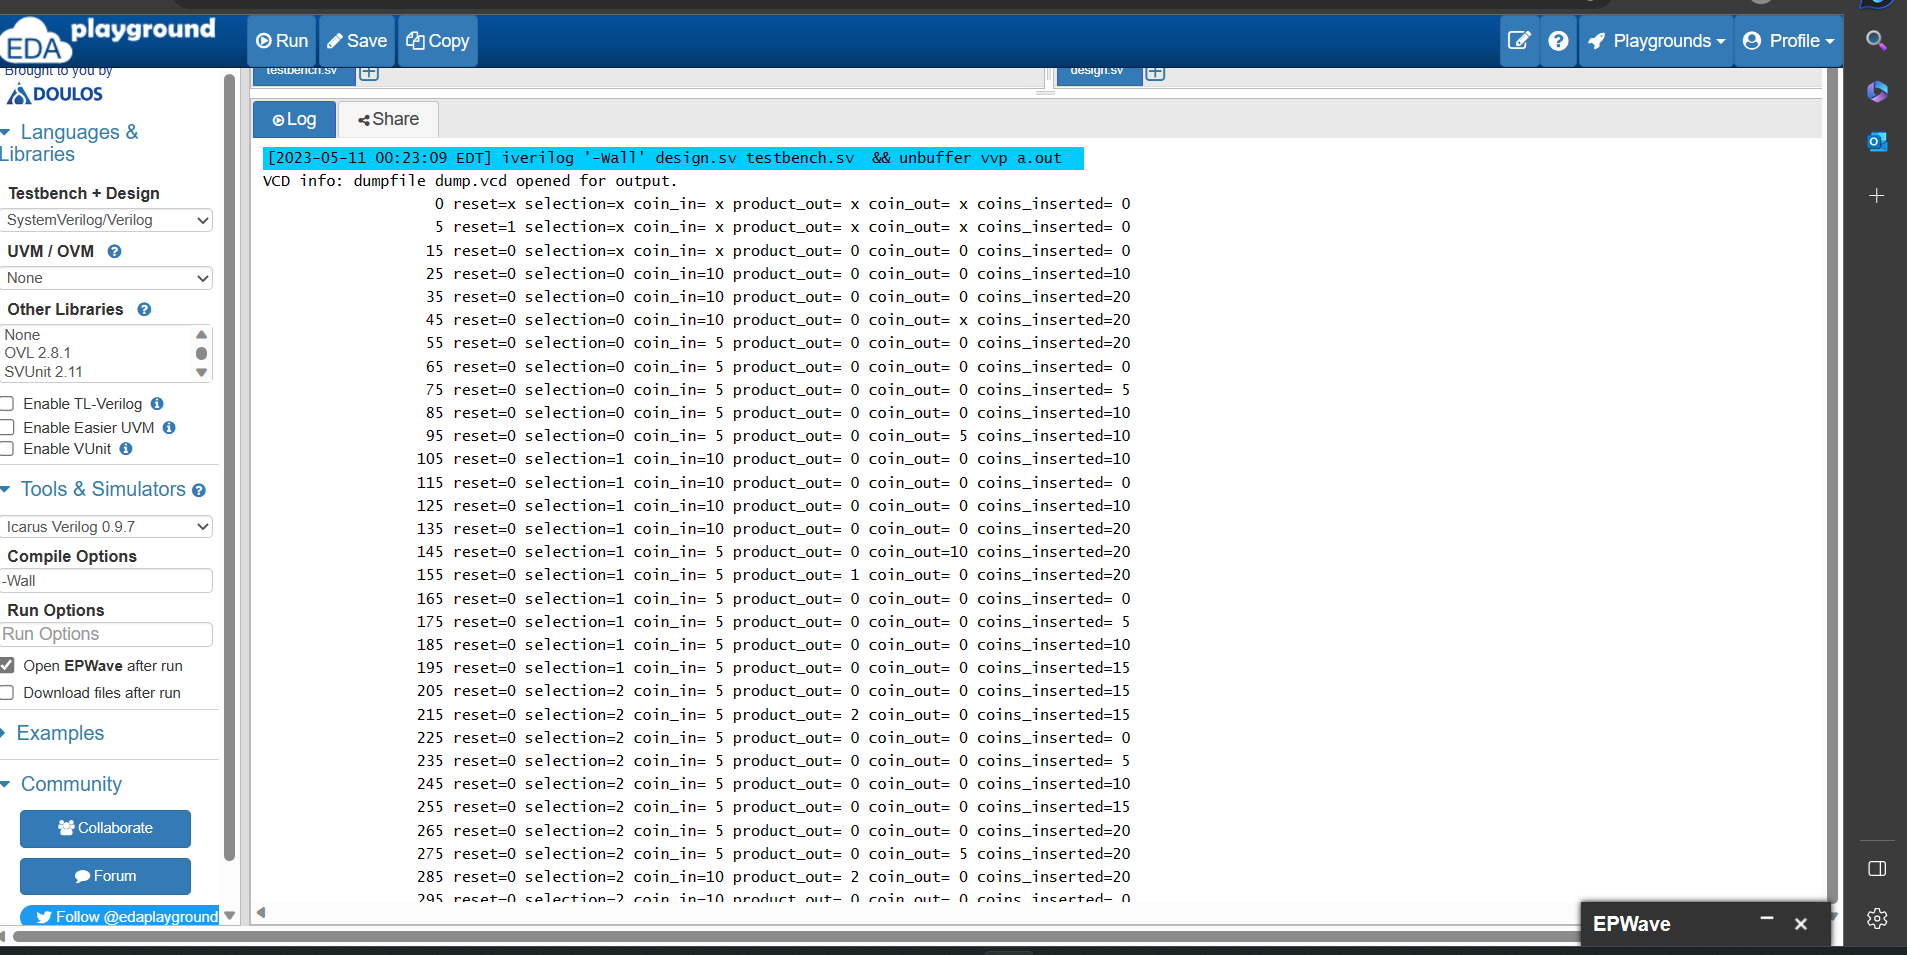 EDA playground
Run
Save
Copy
Playgrounds
Profile
Brought to you by
DOULOS
Languages &
Libraries
Testbench + Design
SystemVerilog/Verilog
UVM / OVM
None
Other Libraries
None
OVL 2.8.1
SVUnit 2.11
Enable TL-Verilog
Enable Easier UVM
Enable VUnit
Tools & Simulators
Icarus Verilog 0.9.7
Compile Options
-Wall
Run Options
Run Options
Open EPWave after run
Download files after run
Examples
Community
Collaborate
Forum
Follow @edaplayground
testbench.sv
design.sv
Log
Share
[2023-05-11 00:23:09 EDT] iverilog '-Wall' design.sv testbench.sv  && unbuffer vvp a.out
VCD info: dumpfile dump.vcd opened for output.
0 reset=x selection=x coin_in= x product_out= x coin_out= x coins_inserted= 0
5 reset=1 selection=x coin_in= x product_out= x coin_out= x coins_inserted= 0
15 reset=0 selection=x coin_in= x product_out= 0 coin_out= 0 coins_inserted= 0
25 reset=0 selection=0 coin_in=10 product_out= 0 coin_out= 0 coins_inserted=10
35 reset=0 selection=0 coin_in=10 product_out= 0 coin_out= 0 coins_inserted=20
45 reset=0 selection=0 coin_in=10 product_out= 0 coin_out= x coins_inserted=20
55 reset=0 selection=0 coin_in= 5 product_out= 0 coin_out= 0 coins_inserted=20
65 reset=0 selection=0 coin_in= 5 product_out= 0 coin_out= 0 coins_inserted= 0
75 reset=0 selection=0 coin_in= 5 product_out= 0 coin_out= 0 coins_inserted= 5
85 reset=0 selection=0 coin_in= 5 product_out= 0 coin_out= 0 coins_inserted=10
95 reset=0 selection=0 coin_in= 5 product_out= 0 coin_out= 5 coins_inserted=10
105 reset=0 selection=1 coin_in=10 product_out= 0 coin_out= 0 coins_inserted=10
115 reset=0 selection=1 coin_in=10 product_out= 0 coin_out= 0 coins_inserted= 0
125 reset=0 selection=1 coin_in=10 product_out= 0 coin_out= 0 coins_inserted=10
135 reset=0 selection=1 coin_in=10 product_out= 0 coin_out= 0 coins_inserted=20
145 reset=0 selection=1 coin_in= 5 product_out= 0 coin_out=10 coins_inserted=20
155 reset=0 selection=1 coin_in= 5 product_out= 1 coin_out= 0 coins_inserted=20
165 reset=0 selection=1 coin_in= 5 product_out= 0 coin_out= 0 coins_inserted= 0
175 reset=0 selection=1 coin_in= 5 product_out= 0 coin_out= 0 coins_inserted= 5
185 reset=0 selection=1 coin_in= 5 product_out= 0 coin_out= 0 coins_inserted=10
195 reset=0 selection=1 coin_in= 5 product_out= 0 coin_out= 0 coins_inserted=15
205 reset=0 selection=2 coin_in= 5 product_out= 0 coin_out= 0 coins_inserted=15
215 reset=0 selection=2 coin_in= 5 product_out= 2 coin_out= 0 coins_inserted=15
225 reset=0 selection=2 coin_in= 5 product_out= 0 coin_out= 0 coins_inserted= 0
235 reset=0 selection=2 coin_in= 5 product_out= 0 coin_out= 0 coins_inserted= 5
245 reset=0 selection=2 coin_in= 5 product_out= 0 coin_out= 0 coins_inserted=10
255 reset=0 selection=2 coin_in= 5 product_out= 0 coin_out= 0 coins_inserted=15
265 reset=0 selection=2 coin_in= 5 product_out= 0 coin_out= 0 coins_inserted=20
275 reset=0 selection=2 coin_in= 5 product_out= 0 coin_out= 5 coins_inserted=20
285 reset=0 selection=2 coin_in=10 product_out= 2 coin_out= 0 coins_inserted=20
295 reset=0 selection=2 coin_in=10 product_out= 0 coin_out= 0 coins_inserted= 0
EPWave